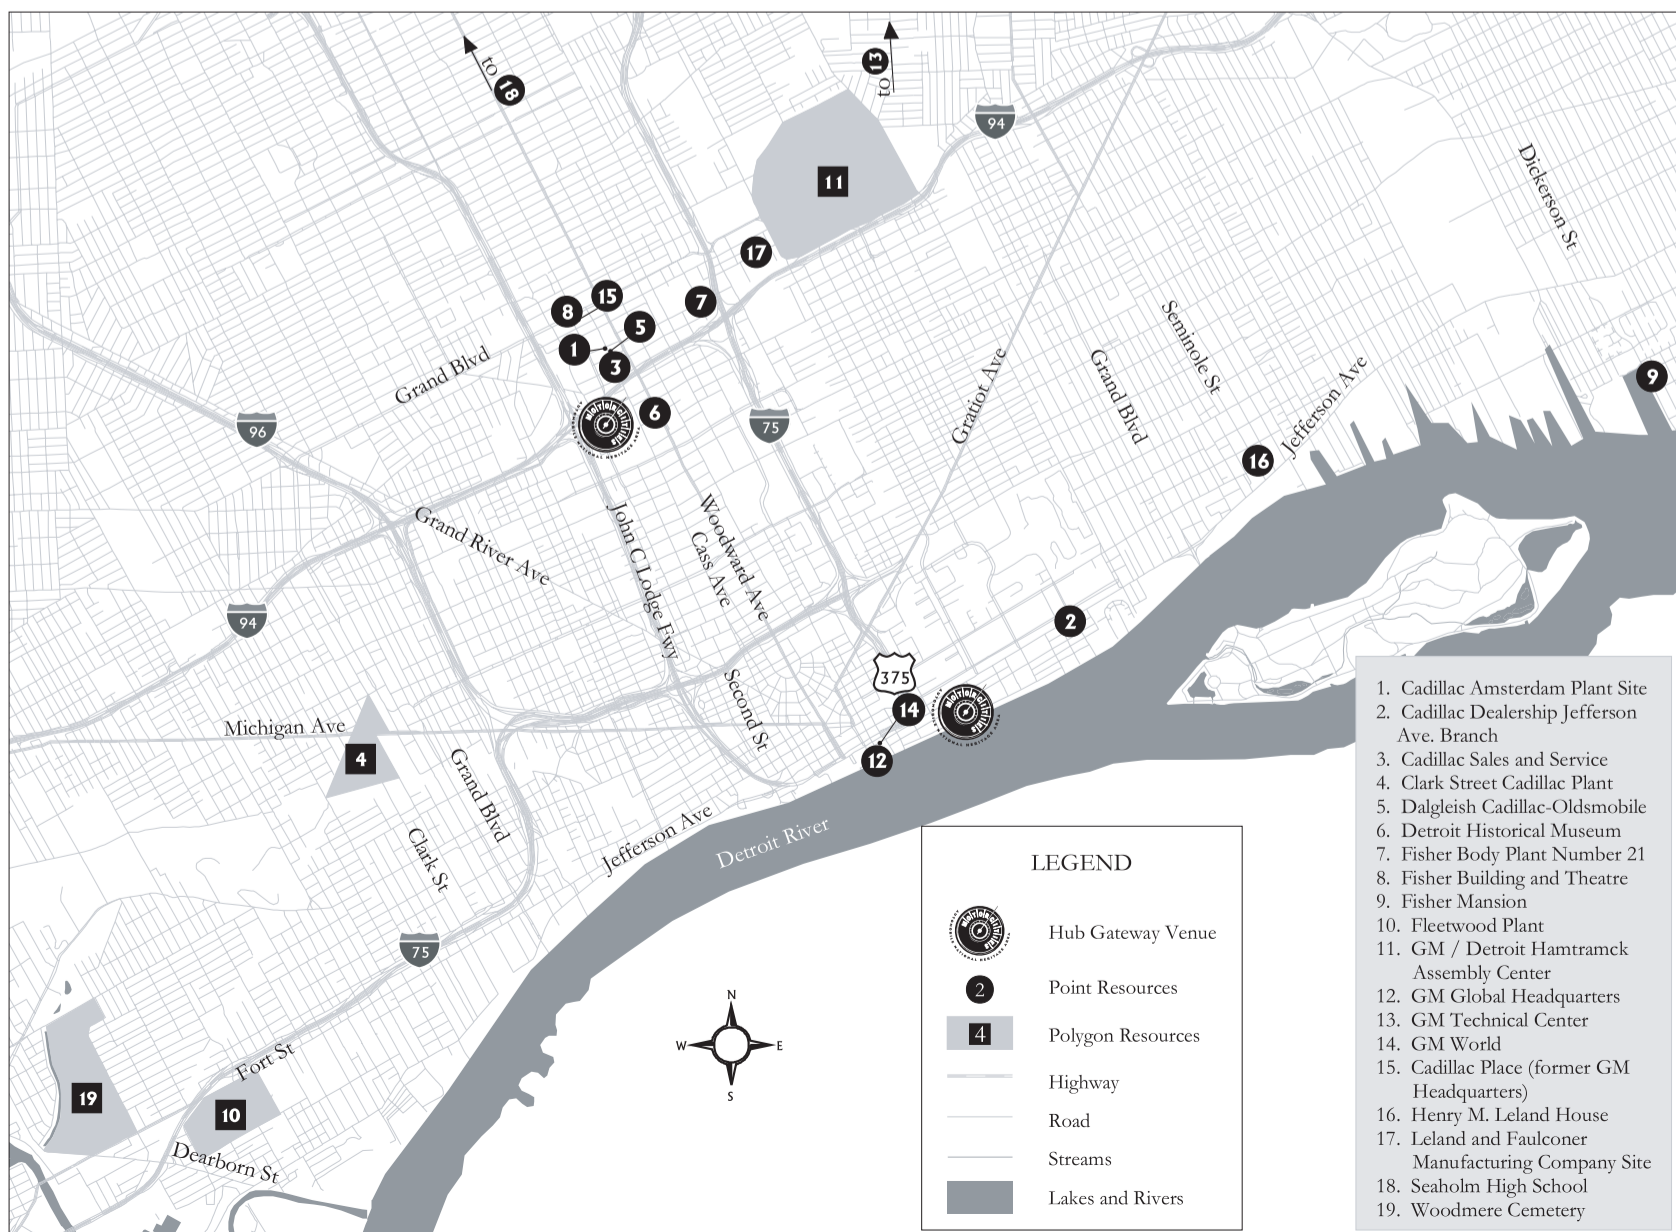 to 18
to 13
94
11
Dickerson St
17
15
8
7
5
1
3
Grand Blvd
Seminole St
Grand Blvd
Gratiot Ave
Jefferson Ave
9
6
96
75
16
Grand River Ave
John C Lodge Fwy
Woodward Ave
Cass Ave
94
2
375
14
12
Second St
Michigan Ave
4
Grand Blvd
Clark St
Jefferson Ave
Detroit River
75
Fort St
19
10
Dearborn St
N
W
E
S
LEGEND
Hub Gateway Venue
2
Point Resources
4
Polygon Resources
Highway
Road
Streams
Lakes and Rivers
1. Cadillac Amsterdam Plant Site
2. Cadillac Dealership Jefferson
Ave. Branch
3. Cadillac Sales and Service
4. Clark Street Cadillac Plant
5. Dalgleish Cadillac-Oldsmobile
6. Detroit Historical Museum
7. Fisher Body Plant Number 21
8. Fisher Building and Theatre
9. Fisher Mansion
10. Fleetwood Plant
11. GM / Detroit Hamtramck
Assembly Center
12. GM Global Headquarters
13. GM Technical Center
14. GM World
15. Cadillac Place (former GM
Headquarters)
16. Henry M. Leland House
17. Leland and Faulconer
Manufacturing Company Site
18. Seaholm High School
19. Woodmere Cemetery